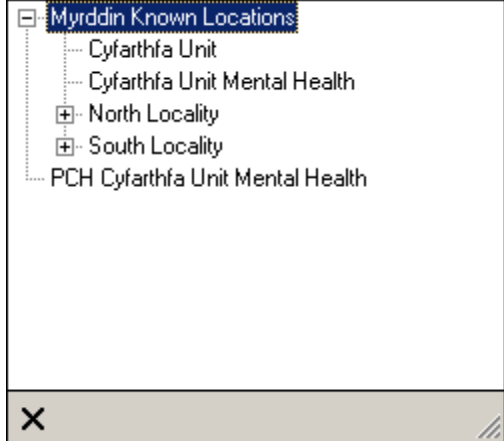 Myrddin Known Locations
Cyfarthfa Unit
Cyfarthfa Unit Mental Health
North Locality
South Locality
PCH Cyfarthfa Unit Mental Health